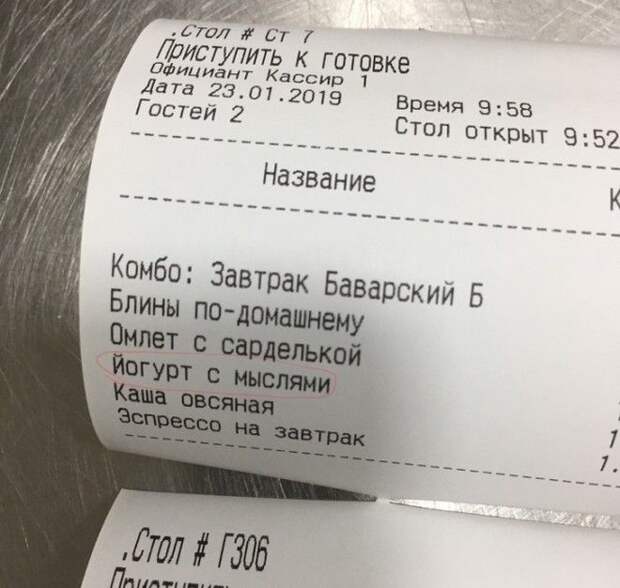 .Стол # Ст 7
Приступить к готовке
Официант Кассир 1
Дата 23.01.2019 Время 9:58
Гостей 2 Стол открыт 9:52
Название К
Комбо: Завтрак Баварский Б
Блины по-домашнему
Омлет с сарделькой
Йогурт с мыслями
Каша овсяная 1
Эспрессо на завтрак 1.
.Стол # Г306